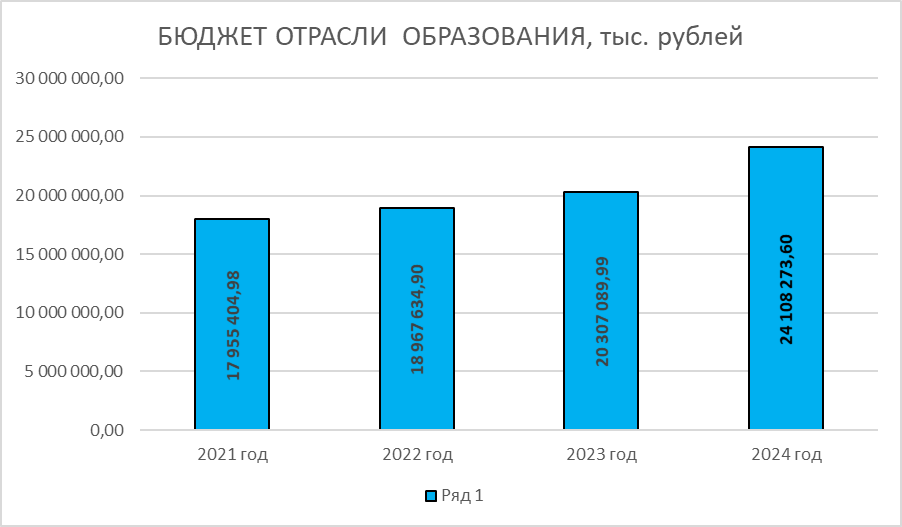 БЮДЖЕТ ОТРАСЛИ  ОБРАЗОВАНИЯ, тыс. рублей
30 000 000,00
25 000 000,00
20 000 000,00
15 000 000,00
10 000 000,00
5 000 000,00
0,00
17 955 404,98
18 967 634,90
20 307 089,99
24 108 273,60
2021 год
2022 год
2023 год
2024 год
Ряд 1